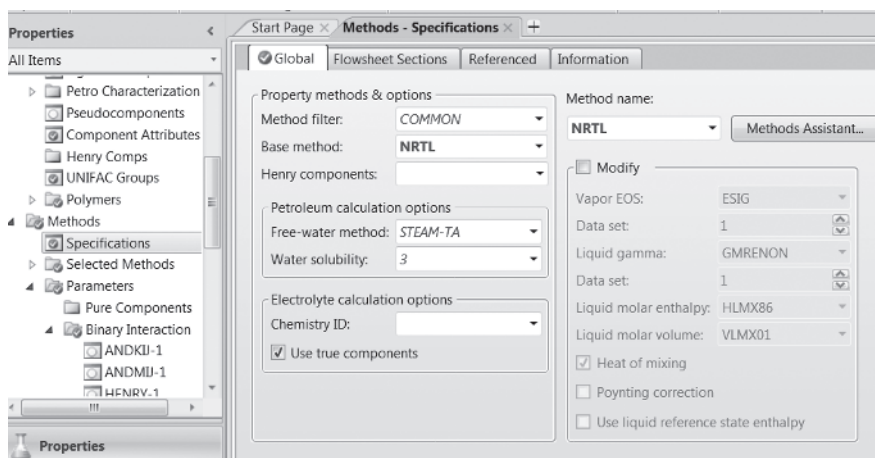 Properties
All Items
Petro Characterization
Pseudocomponents
Component Attributes
Henry Comps
UNIFAC Groups
Polymers
Methods
Specifications
Selected Methods
Parameters
Pure Components
Binary Interaction
ANDKIJ-1
ANDMIJ-1
HENRY-1
Properties
Start Page Methods - Specifications
Global Flowsheet Sections Referenced Information
Property methods & options
Method filter: COMMON
Base method: NRTL
Henry components:
Petroleum calculation options
Free-water method: STEAM-TA
Water solubility: 3
Electrolyte calculation options
Chemistry ID:
Use true components
Method name:
NRTL Methods Assistant...
Modify
Vapor EOS: ESIG
Data set: 1
Liquid gamma: GMRENON
Data set: 1
Liquid molar enthalpy: HLMX86
Liquid molar volume: VLMX01
Heat of mixing
Poynting correction
Use liquid reference state enthalpy